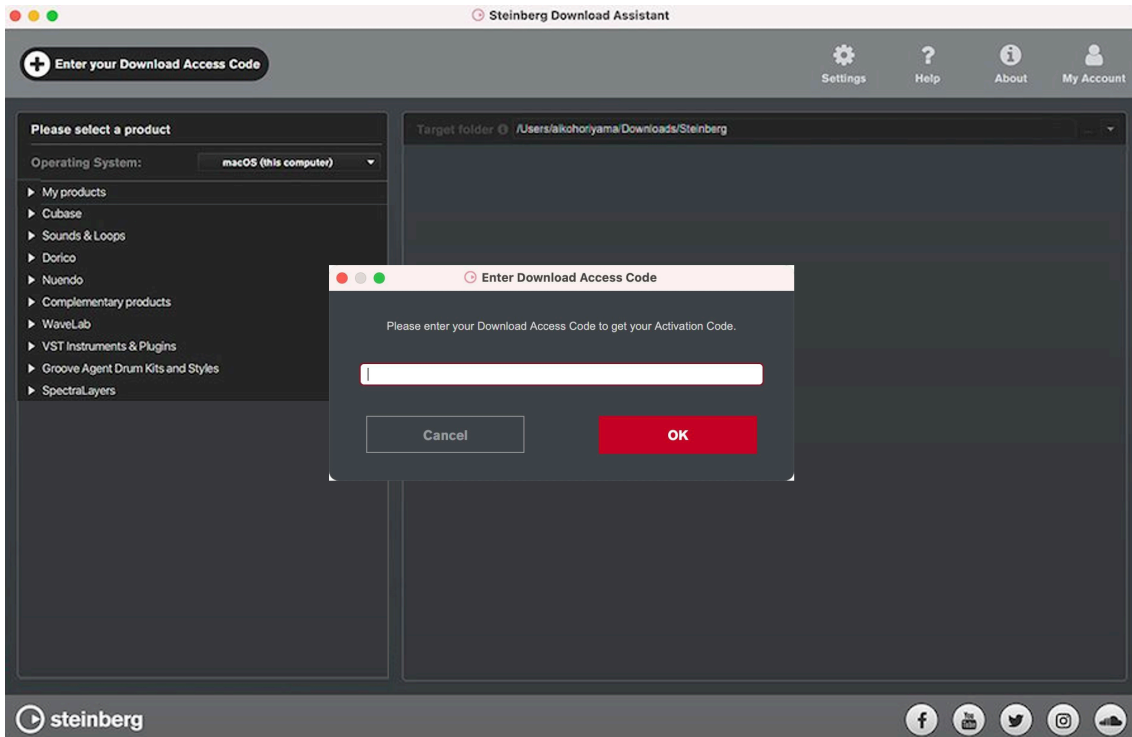 Steinberg Download Assistant
Enter your Download Access Code
Settings
Help
About
My Account
Please select a product
Operating System:
macOS (this computer)
My products
Cubase
Sounds & Loops
Dorico
Nuendo
Complementary products
WaveLab
VST Instruments & Plugins
Groove Agent Drum Kits and Styles
SpectraLayers
Target folder
/Users/aikohoriyama/Downloads/Steinberg
...
Enter Download Access Code
Please enter your Download Access Code to get your Activation Code.
Cancel
OK
steinberg
You
Tube